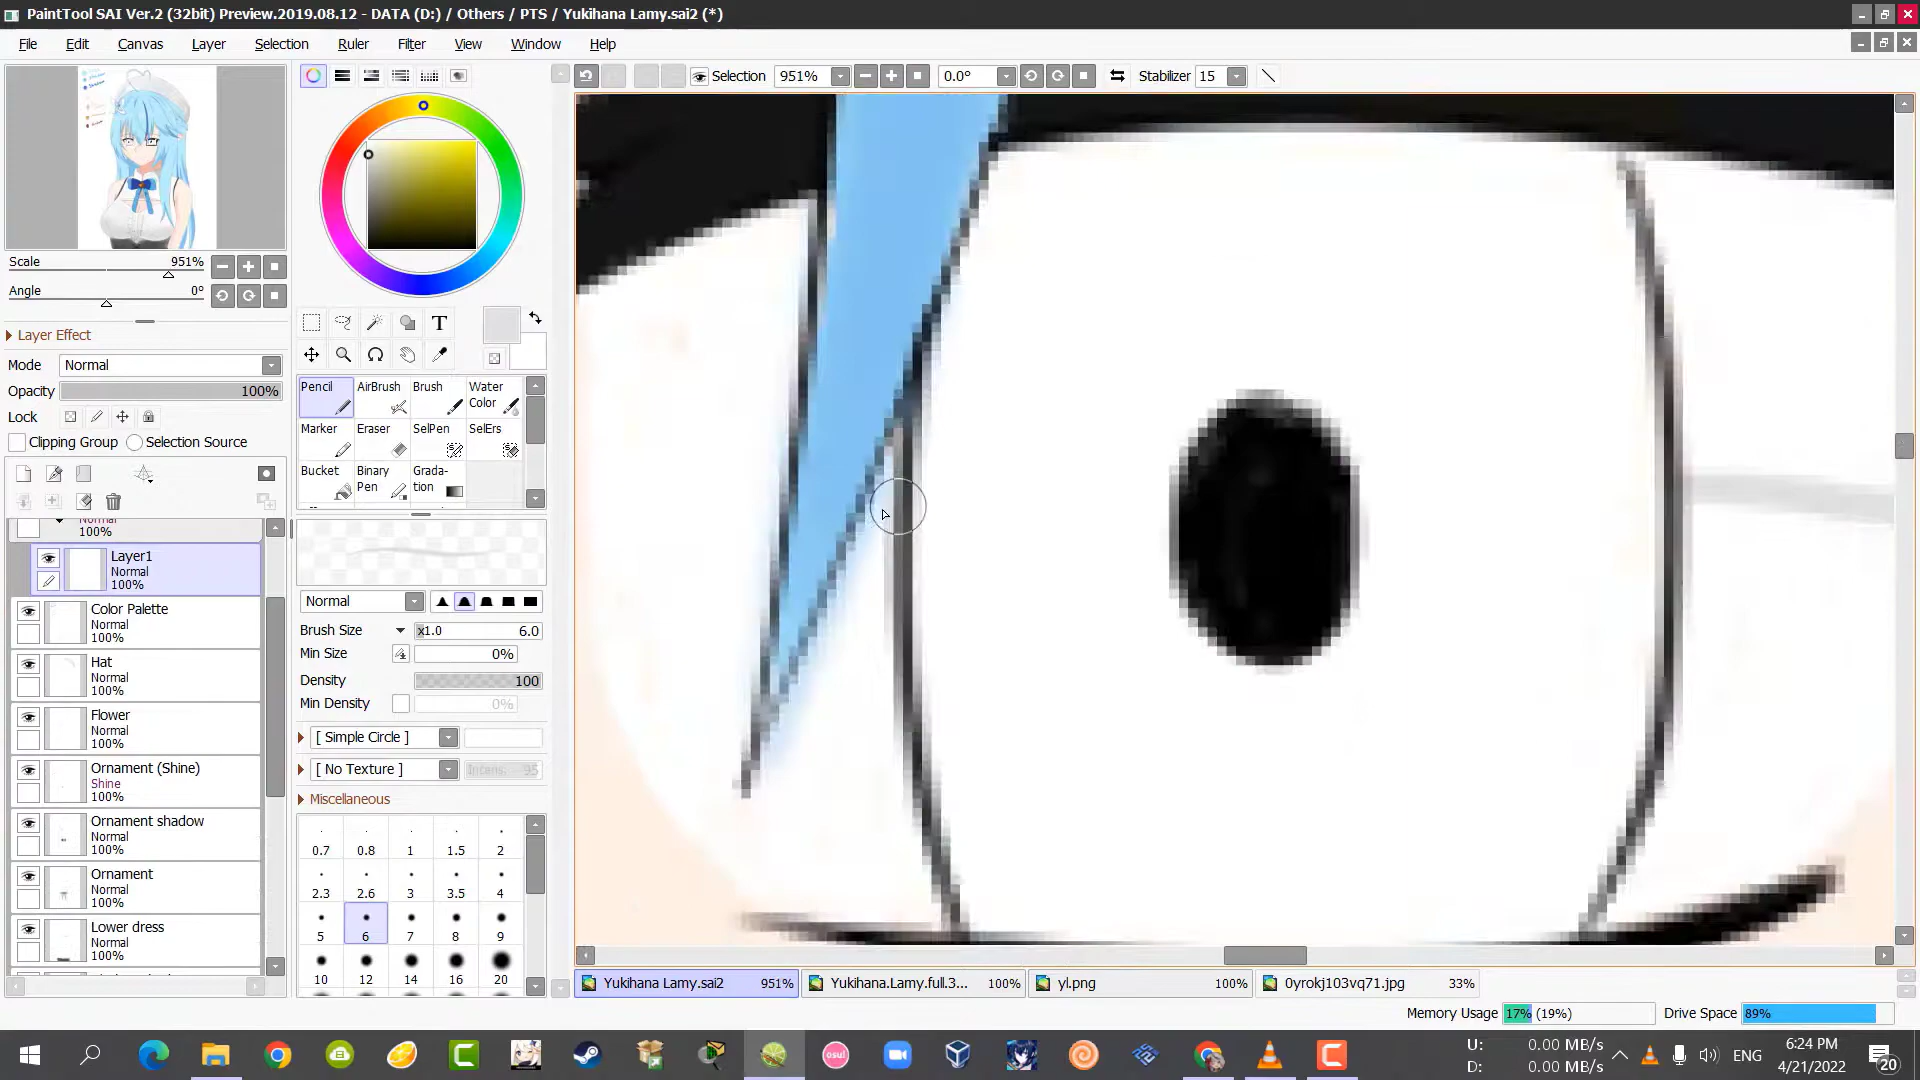 PaintTool SAI Ver.2 (32bit) Preview.2019.08.12 - DATA (D:) / Others / PTS / Yukihana Lamy.sai2 (*)
File Edit Canvas Layer Selection Ruler Filter View Window Help
Selection 951% 0.0° Stabilizer 15
Scale 951%
Angle 0°
Layer Effect
Mode Normal
Opacity 100%
Lock
Clipping Group Selection Source
Normal
100%
Layer1
Normal
100%
Color Palette
Normal
100%
Hat
Normal
100%
Flower
Normal
100%
Ornament (Shine)
Shine
100%
Ornament shadow
Normal
100%
Ornament
Normal
100%
Lower dress
Normal
100%
T
Pencil AirBrush Brush Water Color
Marker Eraser SelPen SelErs
Bucket Binary Pen Grada-tion
Normal
Brush Size x1.0 6.0
Min Size 0%
Density 100
Min Density 0%
[ Simple Circle ]
[ No Texture ] Intens: 95
Miscellaneous
0.7 0.8 1 1.5 2
2.3 2.6 3 3.5 4
5 6 7 8 9
10 12 14 16 20
Yukihana Lamy.sai2 951% Yukihana.Lamy.full.3... 100% yl.png 100% 0yrokj103vq71.jpg 33%
Memory Usage 17% (19%) Drive Space 89%
osu!
U: 0.00 MB/s
D: 0.00 MB/s
ENG
6:24 PM
4/21/2022
20